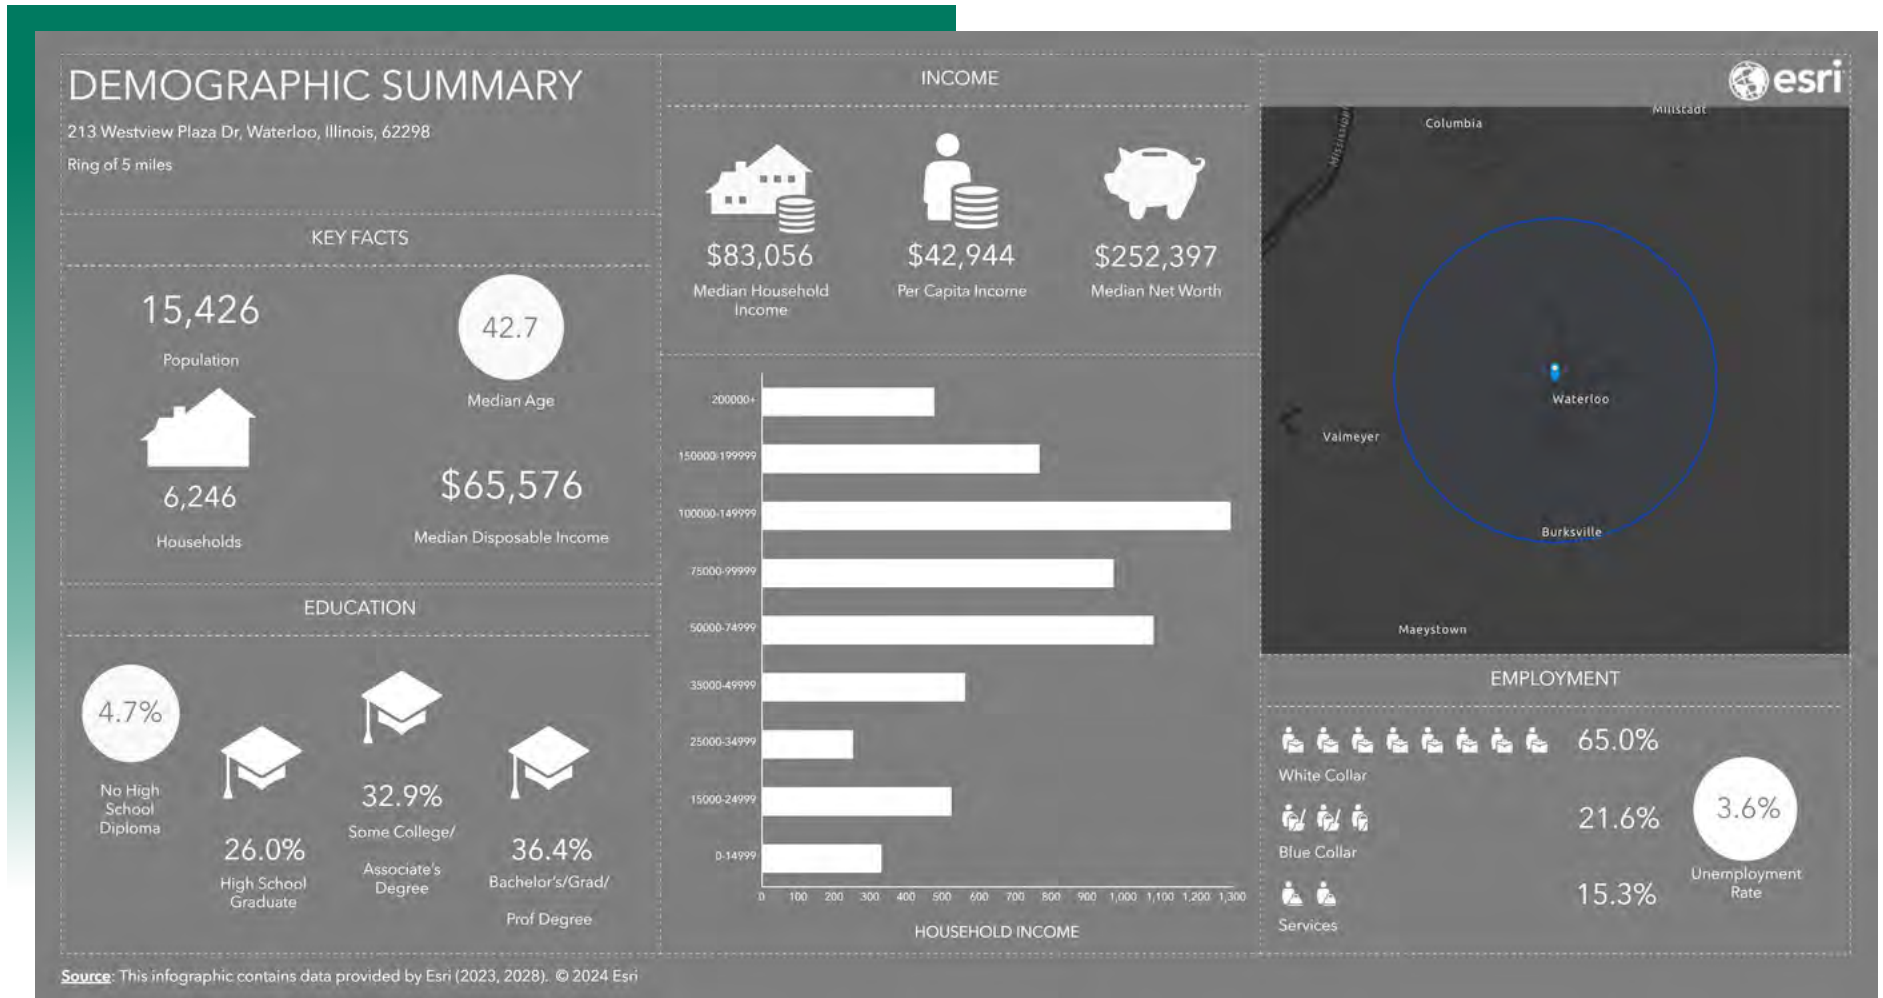 DEMOGRAPHIC SUMMARY
213 Westview Plaza Dr, Waterloo, Illinois, 62298
Ring of 5 miles
KEY FACTS
15,426
Population
42.7
Median Age
6,246
Households
$65,576
Median Disposable Income
EDUCATION
4.7%
No High
School
Diploma
26.0%
High School
Graduate
32.9%
Some College/
Associate's
Degree
36.4%
Bachelor's/Grad/
Prof Degree
INCOME
$83,056
Median Household
Income
$42,944
Per Capita Income
$252,397
Median Net Worth
200000+
150000-199999
100000-149999
75000-99999
50000-74999
35000-49999
25000-34999
15000-24999
0-14999
0 100 200 300 400 500 600 700 800 900 1,000 1,100 1,200 1,300
HOUSEHOLD INCOME
esri
Columbia
Millstadt
Mississipp
Waterloo
Valmeyer
Burksville
Maeystown
EMPLOYMENT
65.0%
White Collar
21.6%
Blue Collar
15.3%
Services
3.6%
Unemployment
Rate
Source: This infographic contains data provided by Esri (2023, 2028). © 2024 Esri